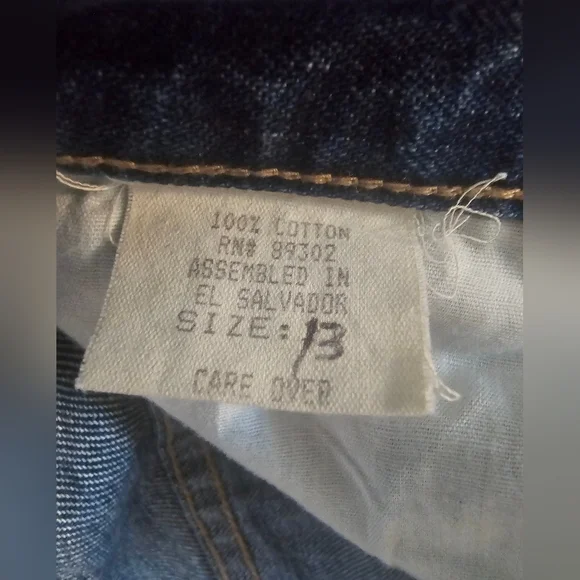 100% COTTON
RN# 89302
ASSEMBLED IN
EL SALVADOR
SIZE: 13
CARE OVER